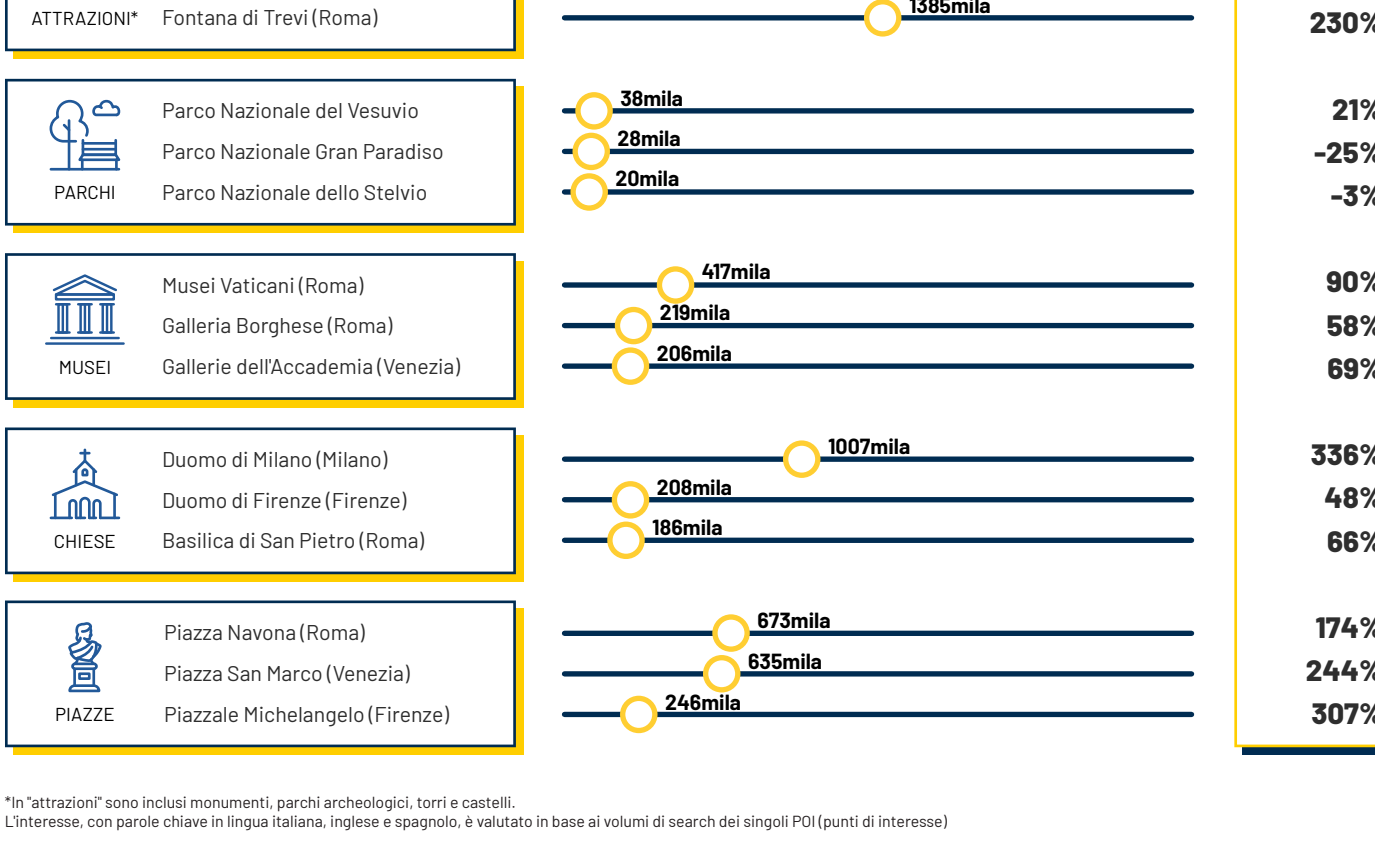 ATTRAZIONI* Fontana di Trevi (Roma) 1385mila 230%
Parco Nazionale del Vesuvio 38mila 21%
Parco Nazionale Gran Paradiso 28mila -25%
PARCHI Parco Nazionale dello Stelvio 20mila -3%
Musei Vaticani (Roma) 417mila 90%
Galleria Borghese (Roma) 219mila 58%
MUSEI Gallerie dell'Accademia (Venezia) 206mila 69%
Duomo di Milano (Milano) 1007mila 336%
Duomo di Firenze (Firenze) 208mila 48%
CHIESE Basilica di San Pietro (Roma) 186mila 66%
Piazza Navona (Roma) 673mila 174%
Piazza San Marco (Venezia) 635mila 244%
PIAZZE Piazzale Michelangelo (Firenze) 246mila 307%
*In "attrazioni" sono inclusi monumenti, parchi archeologici, torri e castelli.
L'interesse, con parole chiave in lingua italiana, inglese e spagnolo, è valutato in base ai volumi di search dei singoli POI (punti di interesse)